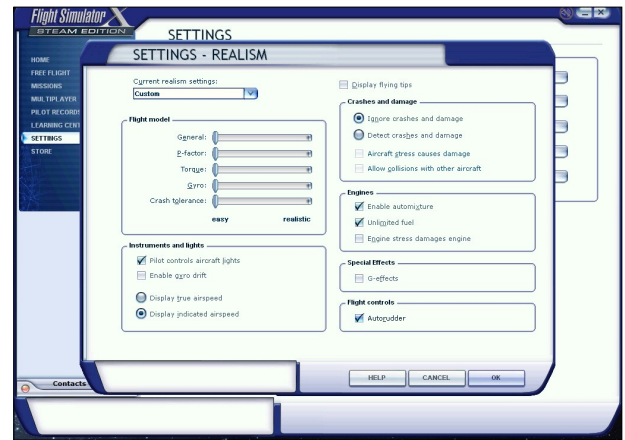 Flight Simulator X
STEAM EDITION
SETTINGS
SETTINGS - REALISM
HOME
FREE FLIGHT
MISSIONS
MULTIPLAYER
PILOT RECORDS
LEARNING CENT
SETTINGS
STORE
Current realism settings:
Custom
Flight model
General:
P-factor:
Torque:
Gyro:
Crash tolerance:
easy realistic
Instruments and lights
Pilot controls aircraft lights
Enable gyro drift
Display true airspeed
Display indicated airspeed
Display flying tips
Crashes and damage
Ignore crashes and damage
Detect crashes and damage
Aircraft stress causes damage
Allow collisions with other aircraft
Engines
Enable automixture
Unlimited fuel
Engine stress damages engine
Special Effects
G-effects
Flight controls
Autorudder
HELP CANCEL OK
Contacts